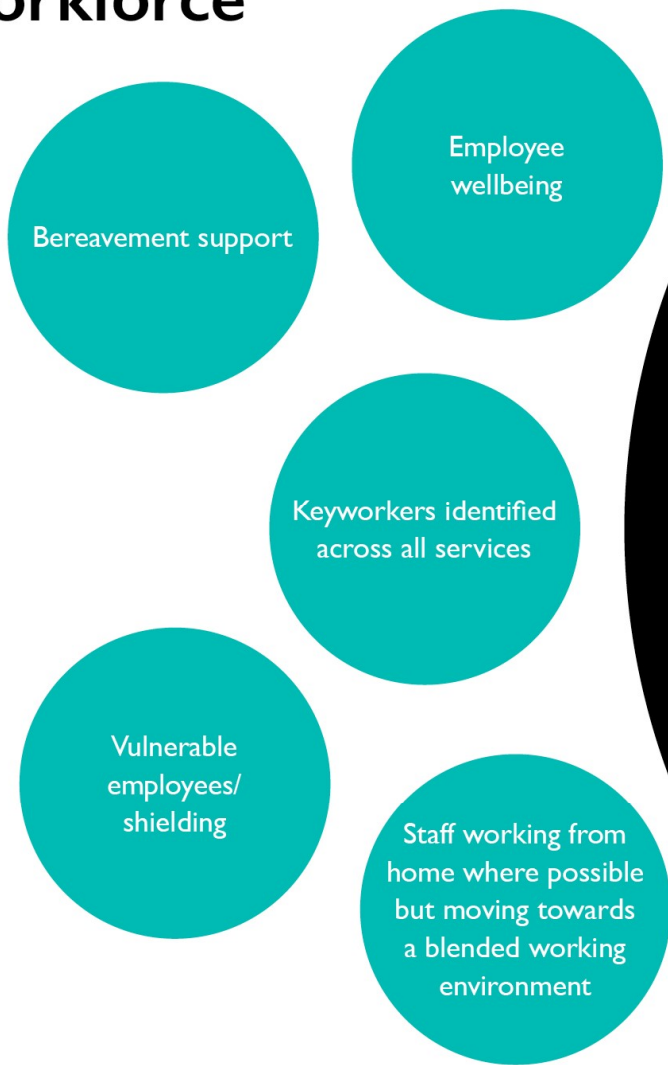 orkforce
Employee
wellbeing
Bereavement support
Keyworkers identified
across all services
Vulnerable
employees/
shielding
Staff working from
home where possible
but moving towards
a blended working
environment